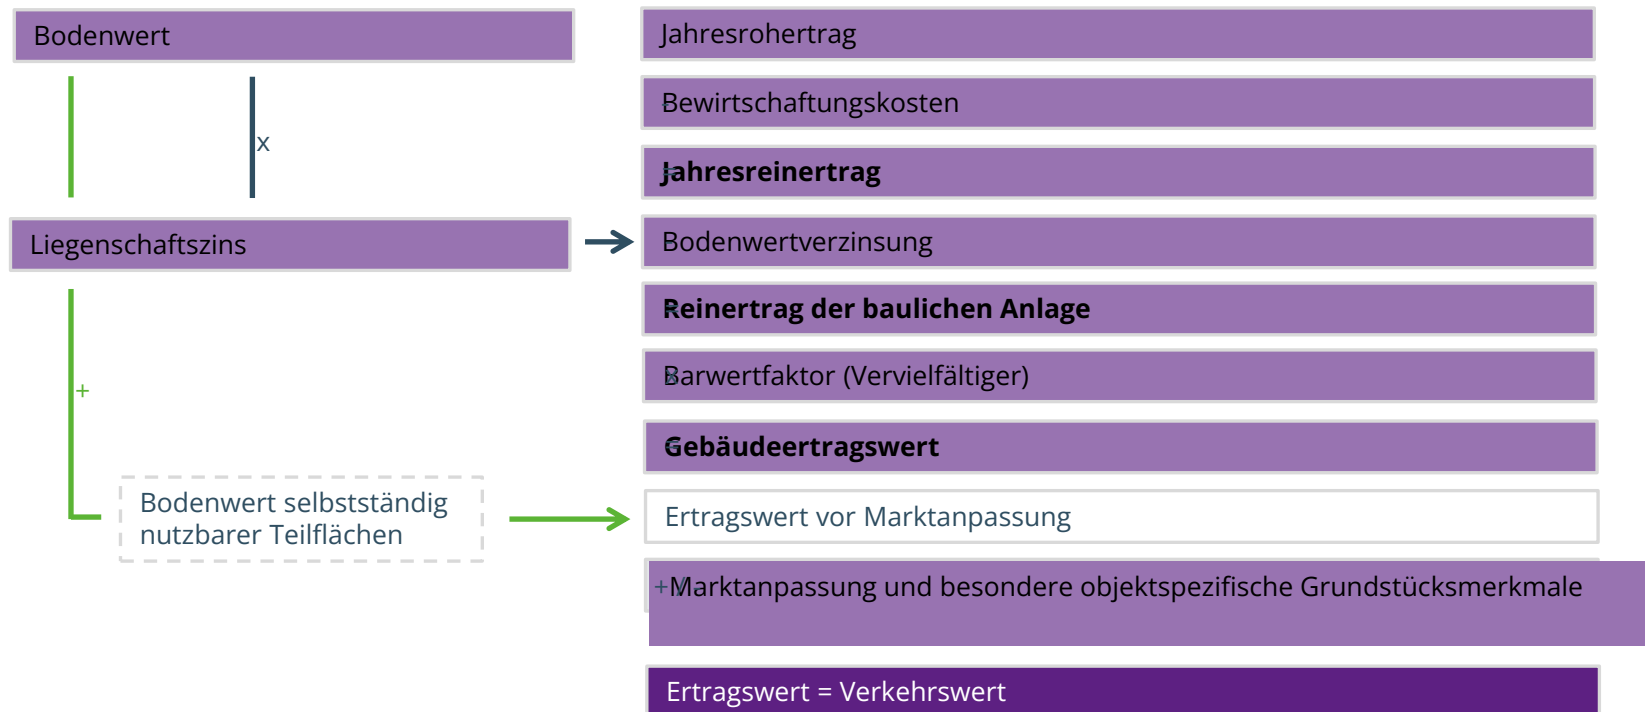 Bodenwert
x
Liegenschaftszins
+
Bodenwert selbstständig
nutzbarer Teilflächen
Jahresrohertrag
Bewirtschaftungskosten
Jahresreinertrag
Bodenwertverzinsung
Reinertrag der baulichen Anlage
Barwertfaktor (Vervielfältiger)
Gebäudeertragswert
Ertragswert vor Marktanpassung
+ Marktanpassung und besondere objektspezifische Grundstücksmerkmale
Ertragswert = Verkehrswert